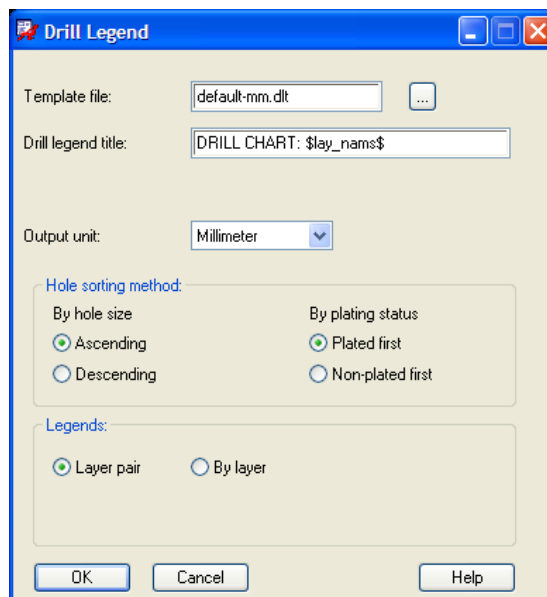 Drill Legend
Template file: default-mm.dlt ...
Drill legend title: DRILL CHART: $lay_nams$
Output unit: Millimeter
Hole sorting method:
By hole size By plating status
Ascending Plated first
Descending Non-plated first
Legends:
Layer pair By layer
OK Cancel Help